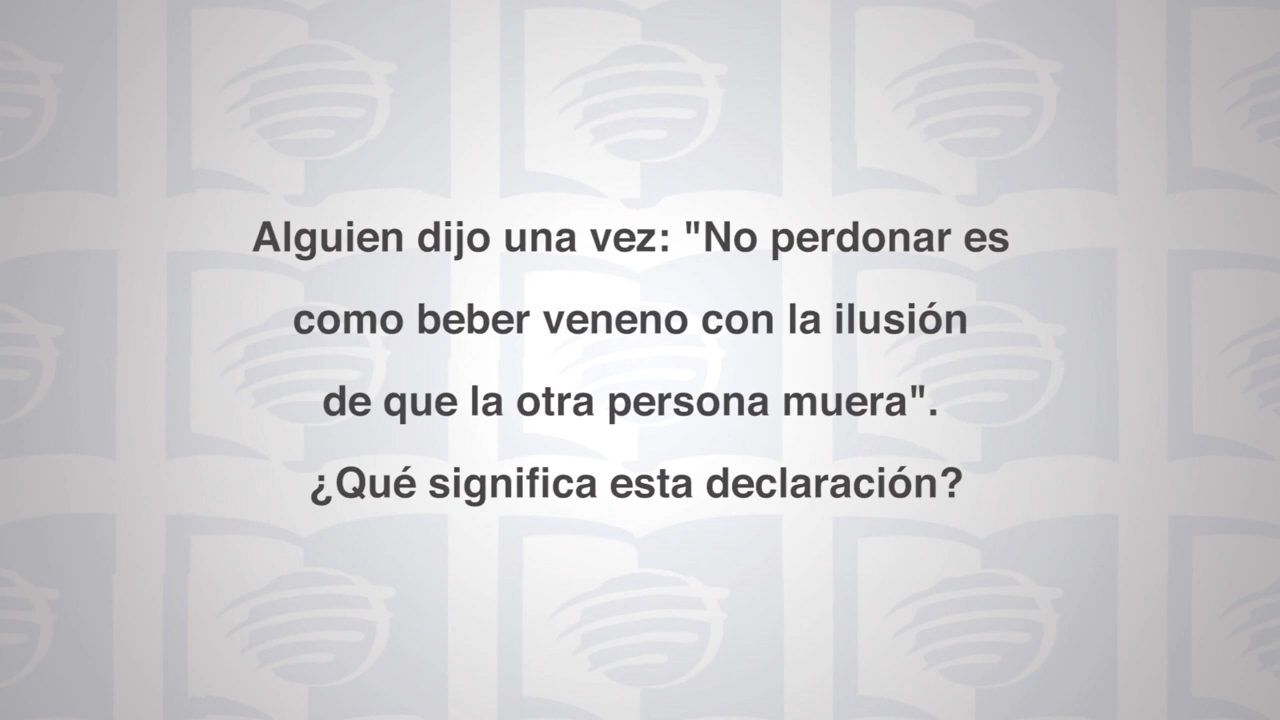 Alguien dijo una vez: "No perdonar es
como beber veneno con la ilusión
de que la otra persona muera".
¿Qué significa esta declaración?